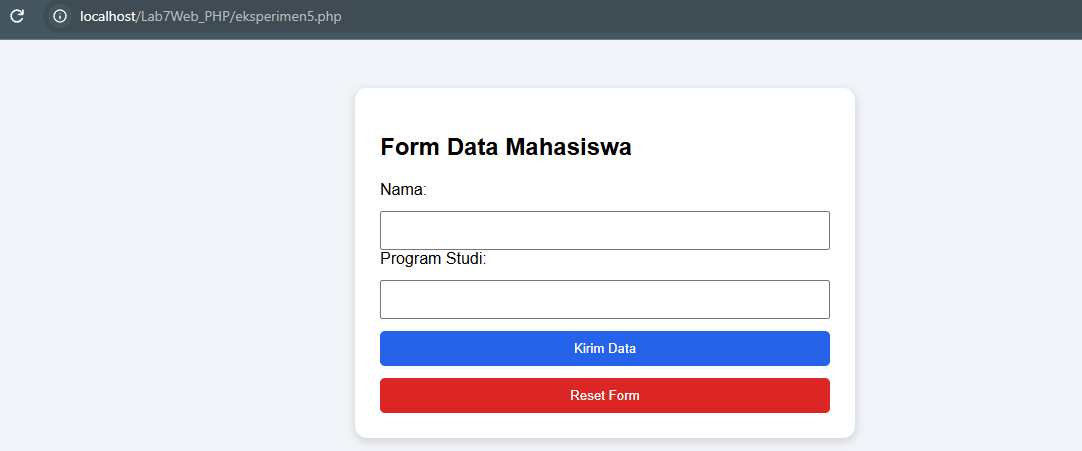 localhost/Lab7Web_PHP/eksperimen5.php
Form Data Mahasiswa
Nama:
Program Studi:
Kirim Data
Reset Form